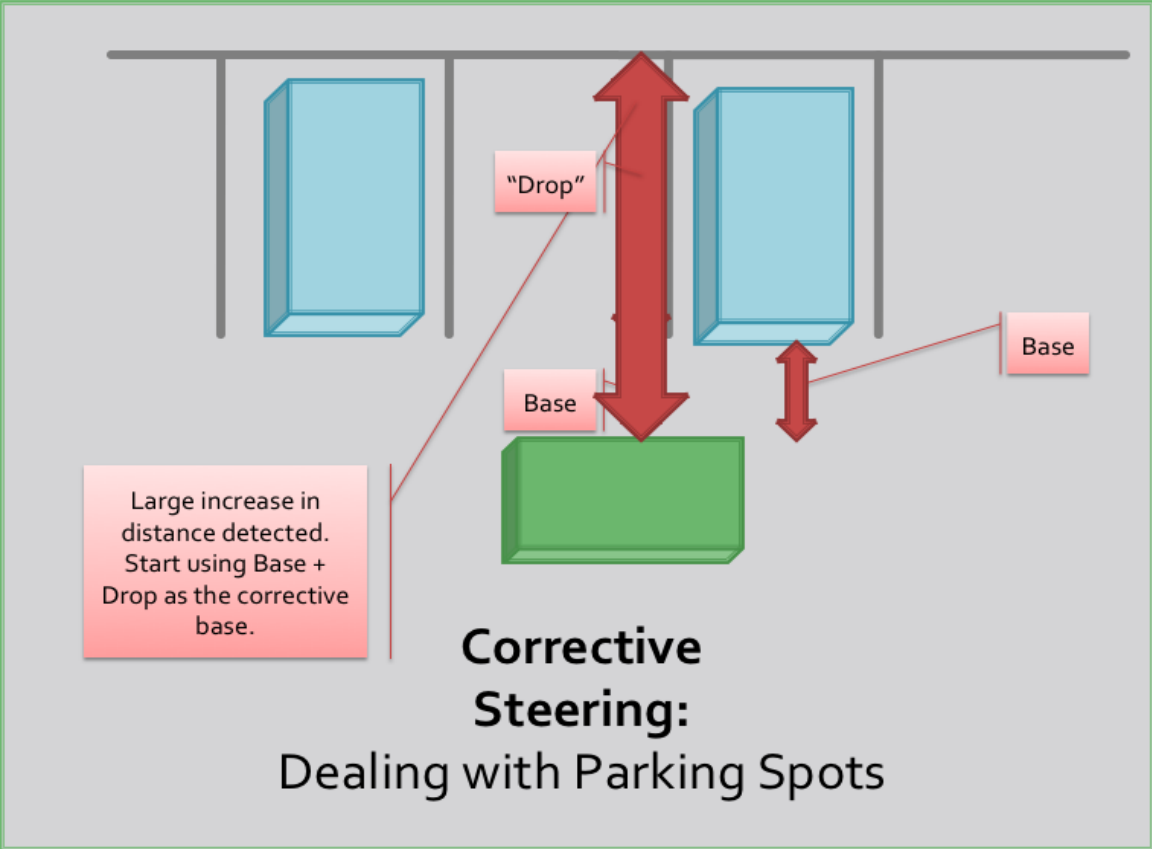 “Drop”
Base
Base
Large increase in
distance detected.
Start using Base +
Drop as the corrective
base.
Corrective
Steering:
Dealing with Parking Spots